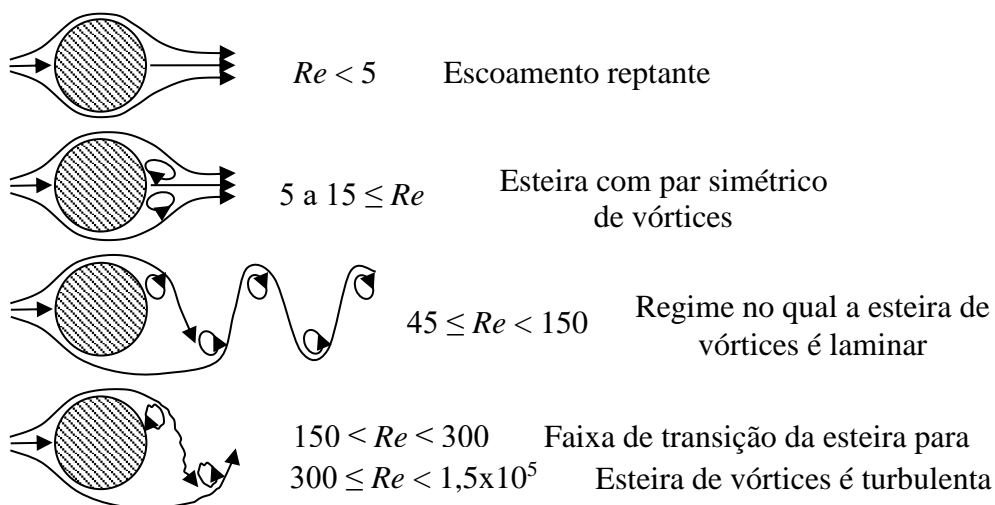 Re < 5 Escoamento reptante
5 a 15 ≤ Re Esteira com par simétrico
de vórtices
45 ≤ Re < 150 Regime no qual a esteira de
vórtices é laminar
150 < Re < 300 Faixa de transição da esteira para
300 ≤ Re < 1,5x10⁵ Esteira de vórtices é turbulenta